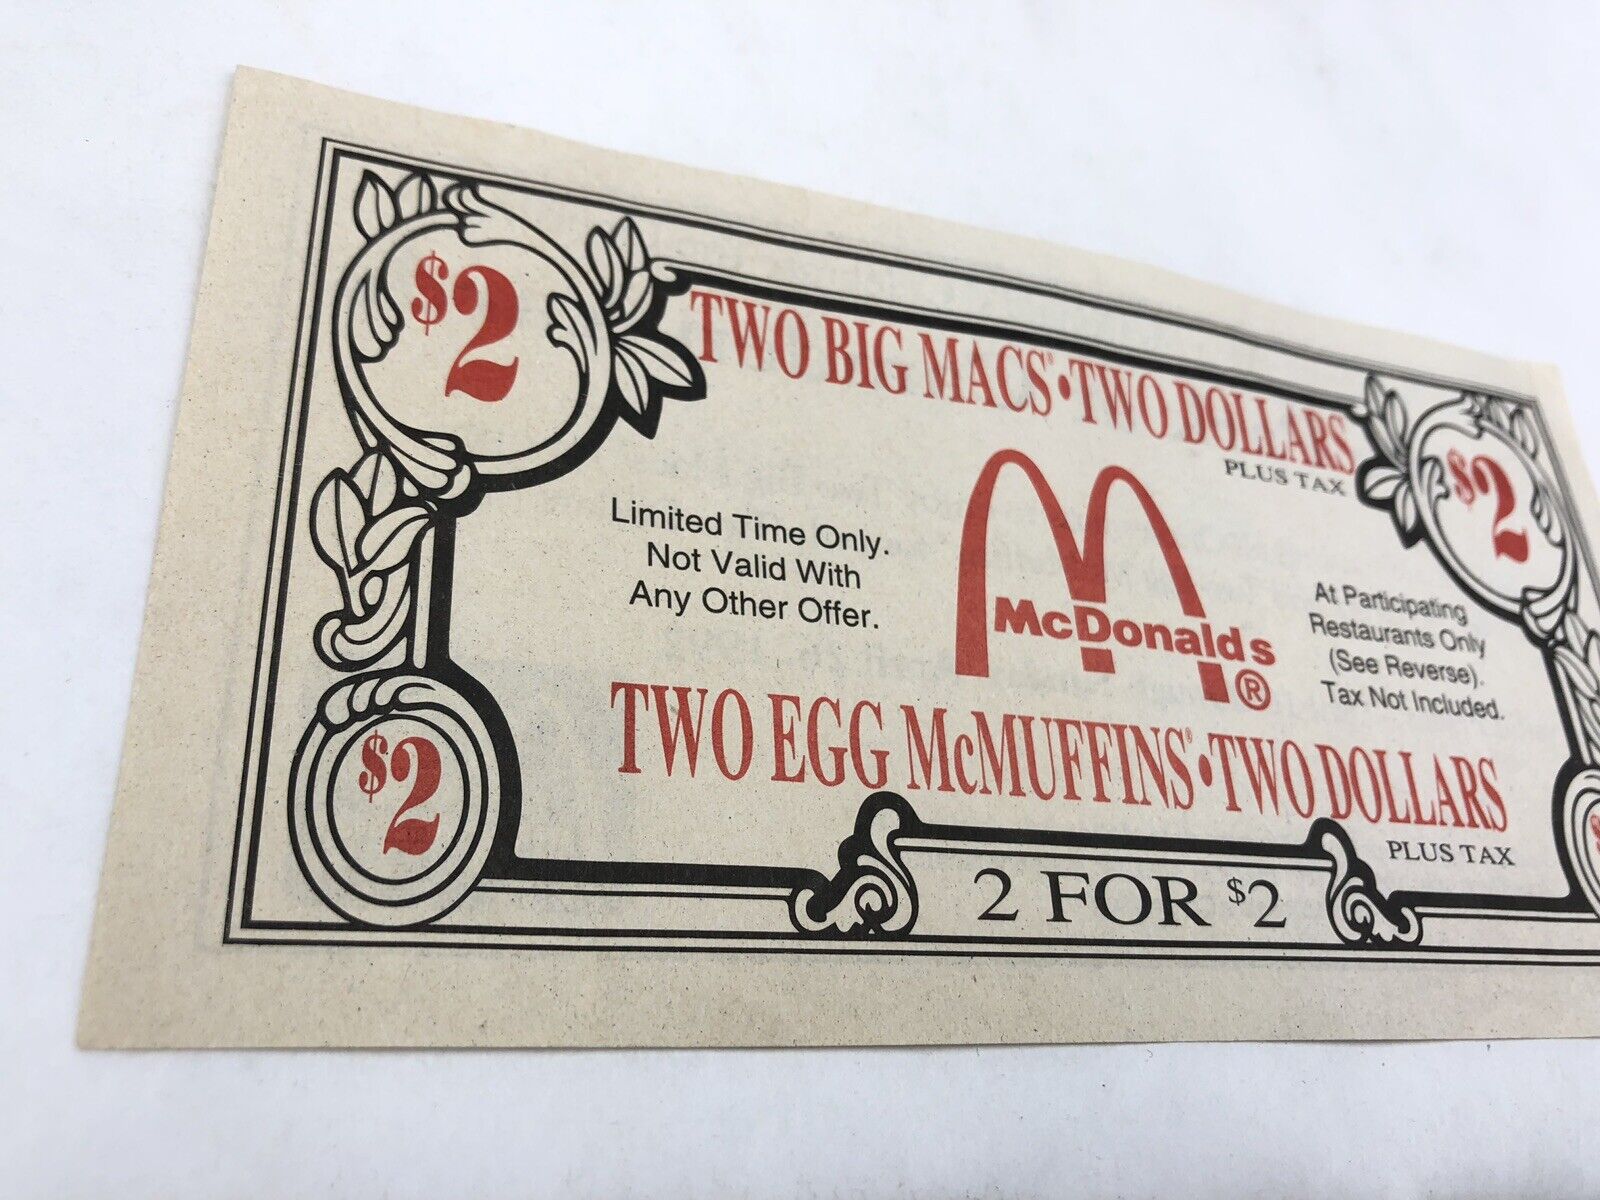 $2
TWO BIG MACS®•TWO DOLLARS
PLUS TAX
$2
Limited Time Only.
Not Valid With
Any Other Offer.
McDonalds
®
At Participating
Restaurants Only
(See Reverse).
Tax Not Included.
TWO EGG McMUFFINS®•TWO DOLLARS
PLUS TAX
$2
2 FOR $2